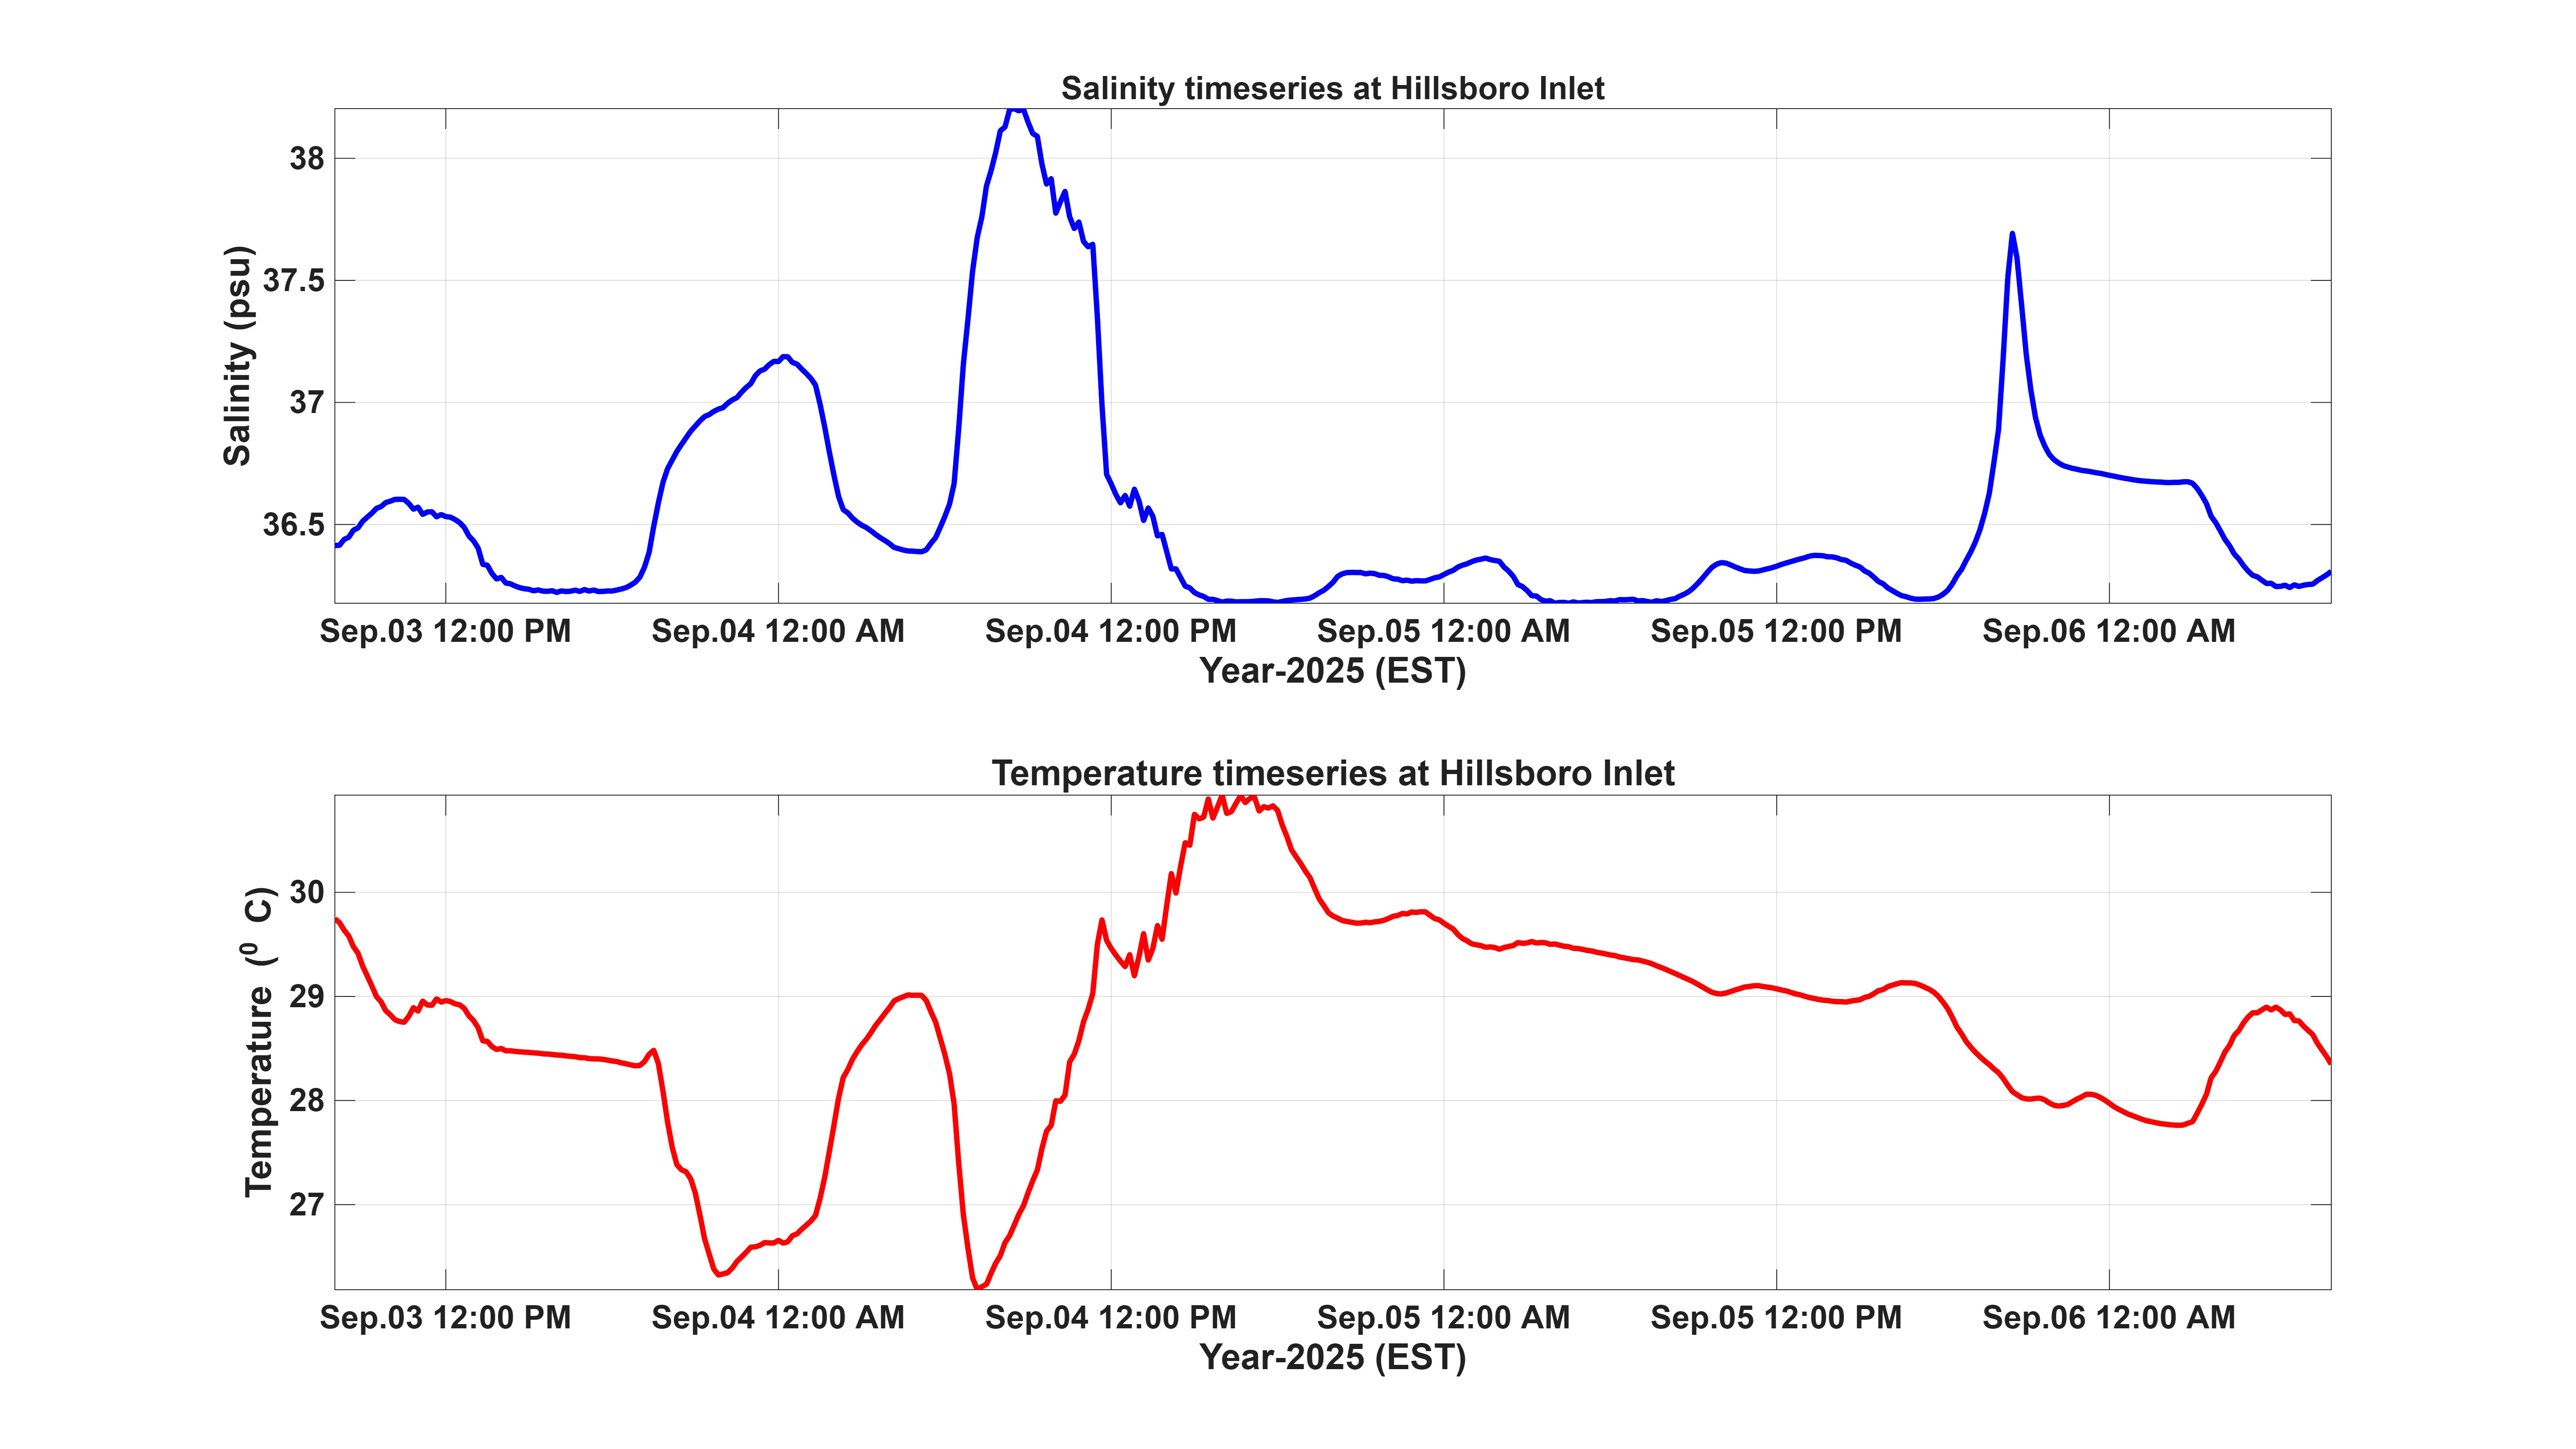 Salinity timeseries at Hillsboro Inlet
Salinity (psu)
38
37.5
37
36.5
Sep.03 12:00 PM
Sep.04 12:00 AM
Sep.04 12:00 PM
Sep.05 12:00 AM
Sep.05 12:00 PM
Sep.06 12:00 AM
Year-2025 (EST)
Temperature timeseries at Hillsboro Inlet
Temperature (⁰ C)
30
29
28
27
Sep.03 12:00 PM
Sep.04 12:00 AM
Sep.04 12:00 PM
Sep.05 12:00 AM
Sep.05 12:00 PM
Sep.06 12:00 AM
Year-2025 (EST)